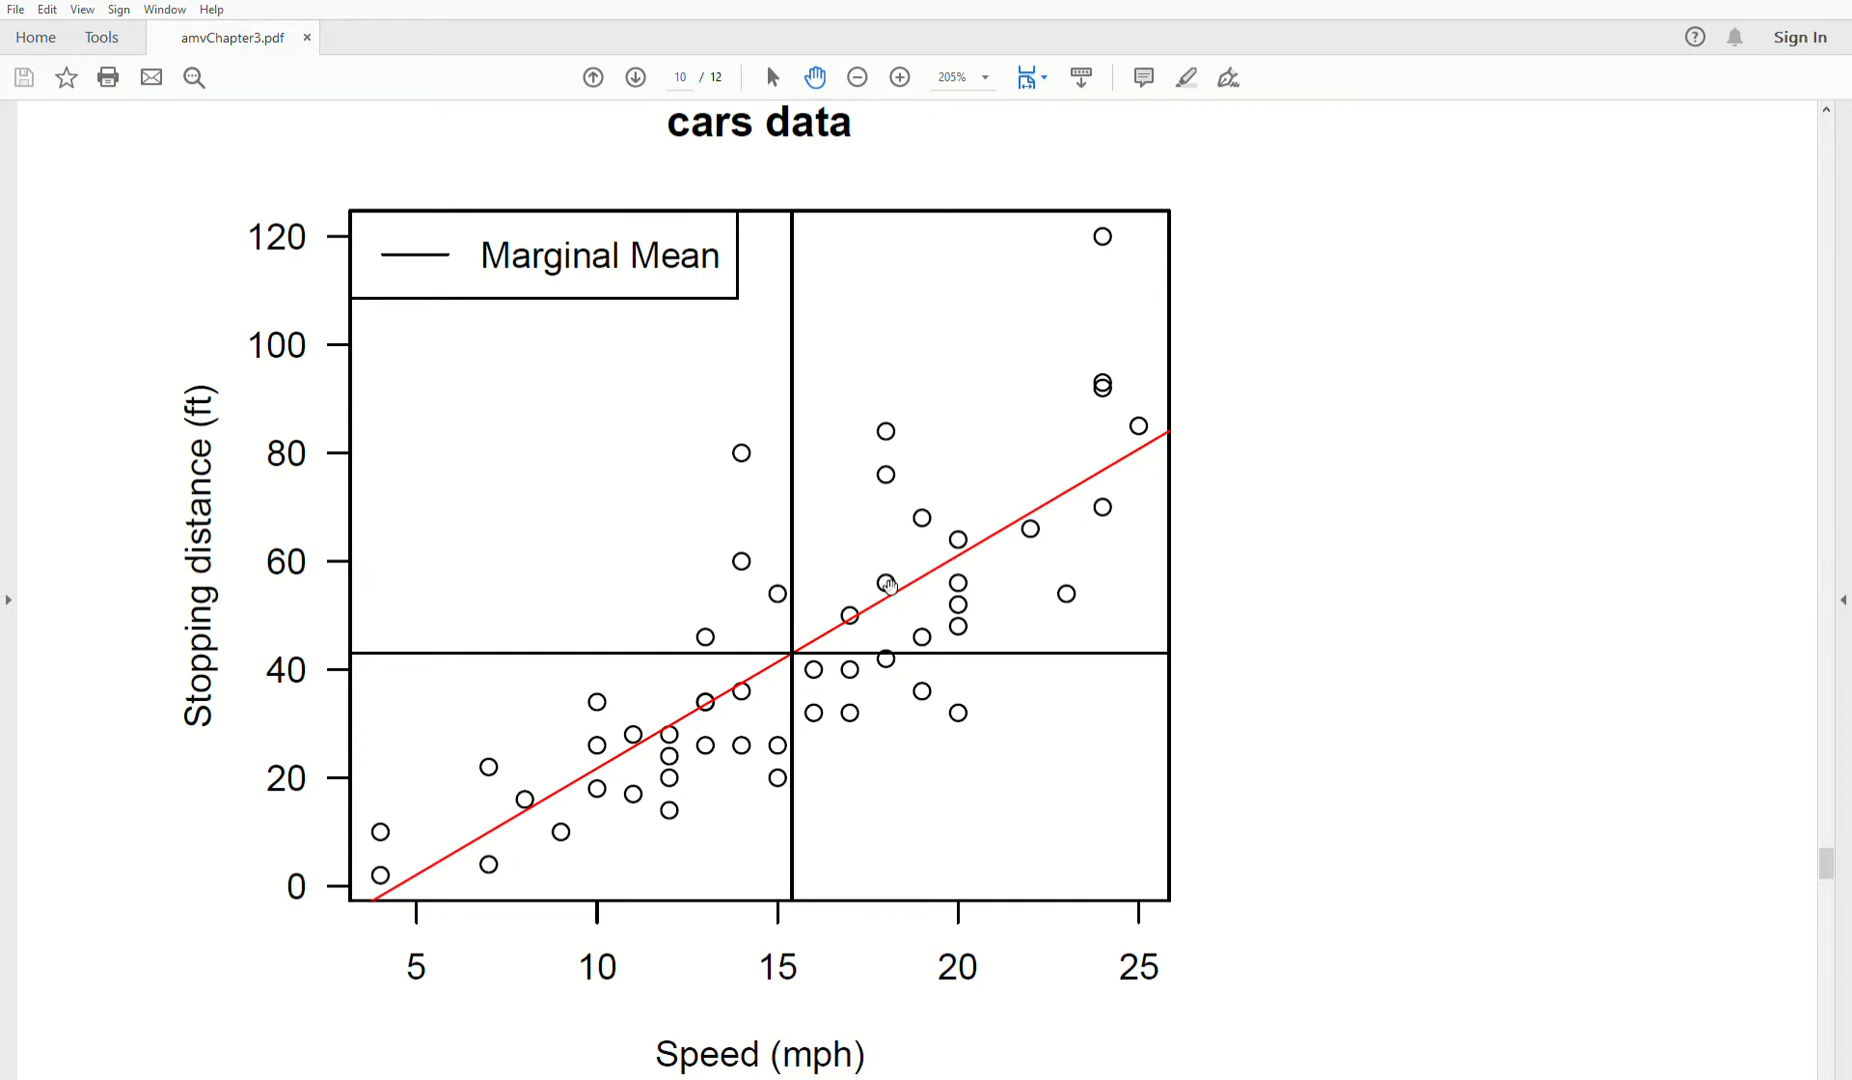 File Edit View Sign Window Help
Home Tools amvChapter3.pdf × Sign In
10 / 12 205%
cars data
Marginal Mean
120
100
80
60
40
20
0
Stopping distance (ft)
5 10 15 20 25
Speed (mph)